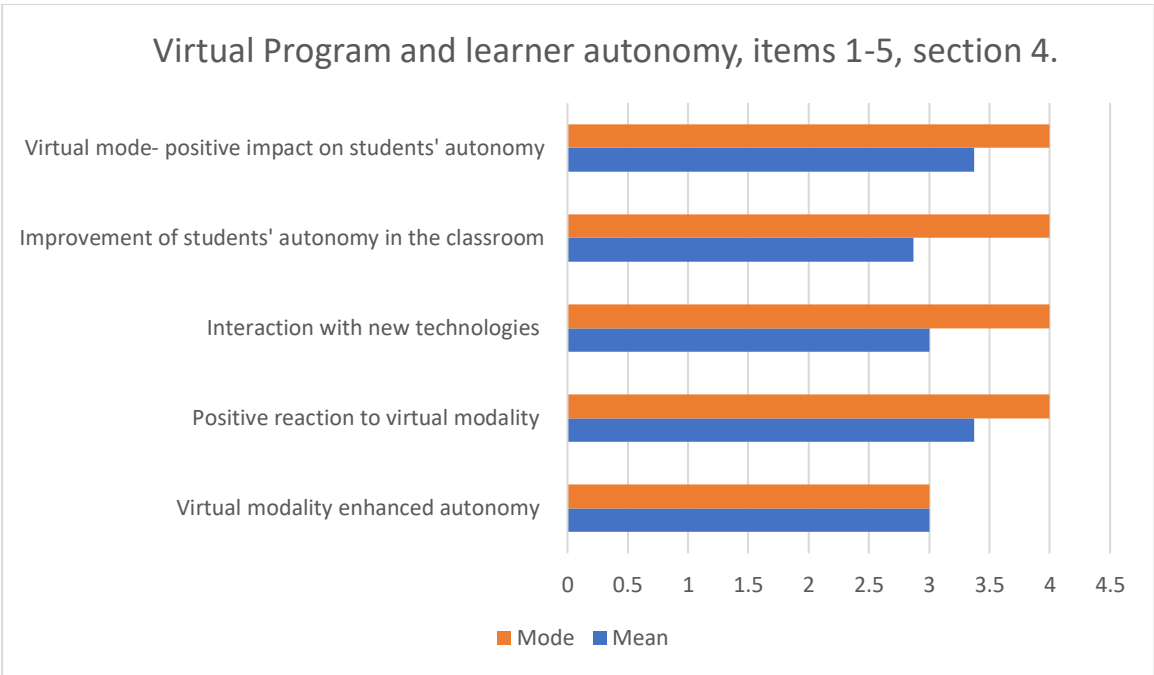 Virtual Program and learner autonomy, items 1-5, section 4.
Virtual mode- positive impact on students' autonomy
Improvement of students' autonomy in the classroom
Interaction with new technologies
Positive reaction to virtual modality
Virtual modality enhanced autonomy
0 0.5 1 1.5 2 2.5 3 3.5 4 4.5
Mode Mean